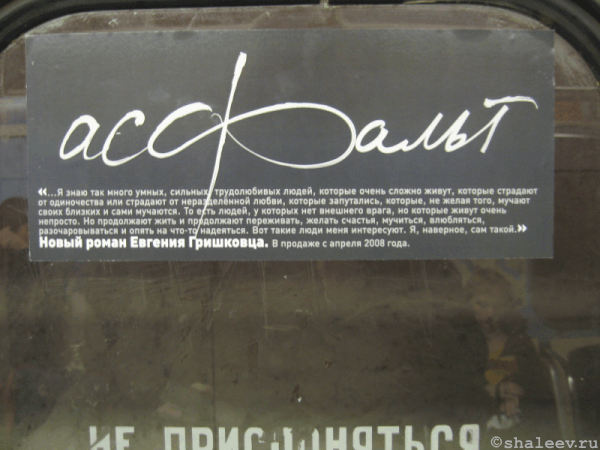 асфальт
«...Я знаю так много умных, сильных, трудолюбивых людей, которые очень сложно живут, которые страдают
от одиночества или страдают от неразделённой любви, которые запутались, которые, не желая того, мучают
своих близких и сами мучаются. То есть людей, у которых нет внешнего врага, но которые живут очень
непросто. Но продолжают жить и продолжают переживать, желать счастья, мучиться, влюбляться,
разочаровываться и опять на что-то надеяться. Вот такие люди меня интересуют. Я, наверное, сам такой.»
Новый роман Евгения Гришковца. В продаже с апреля 2008 года.
НЕ ПРИСЛОНЯТЬСЯ
©shaleev.ru